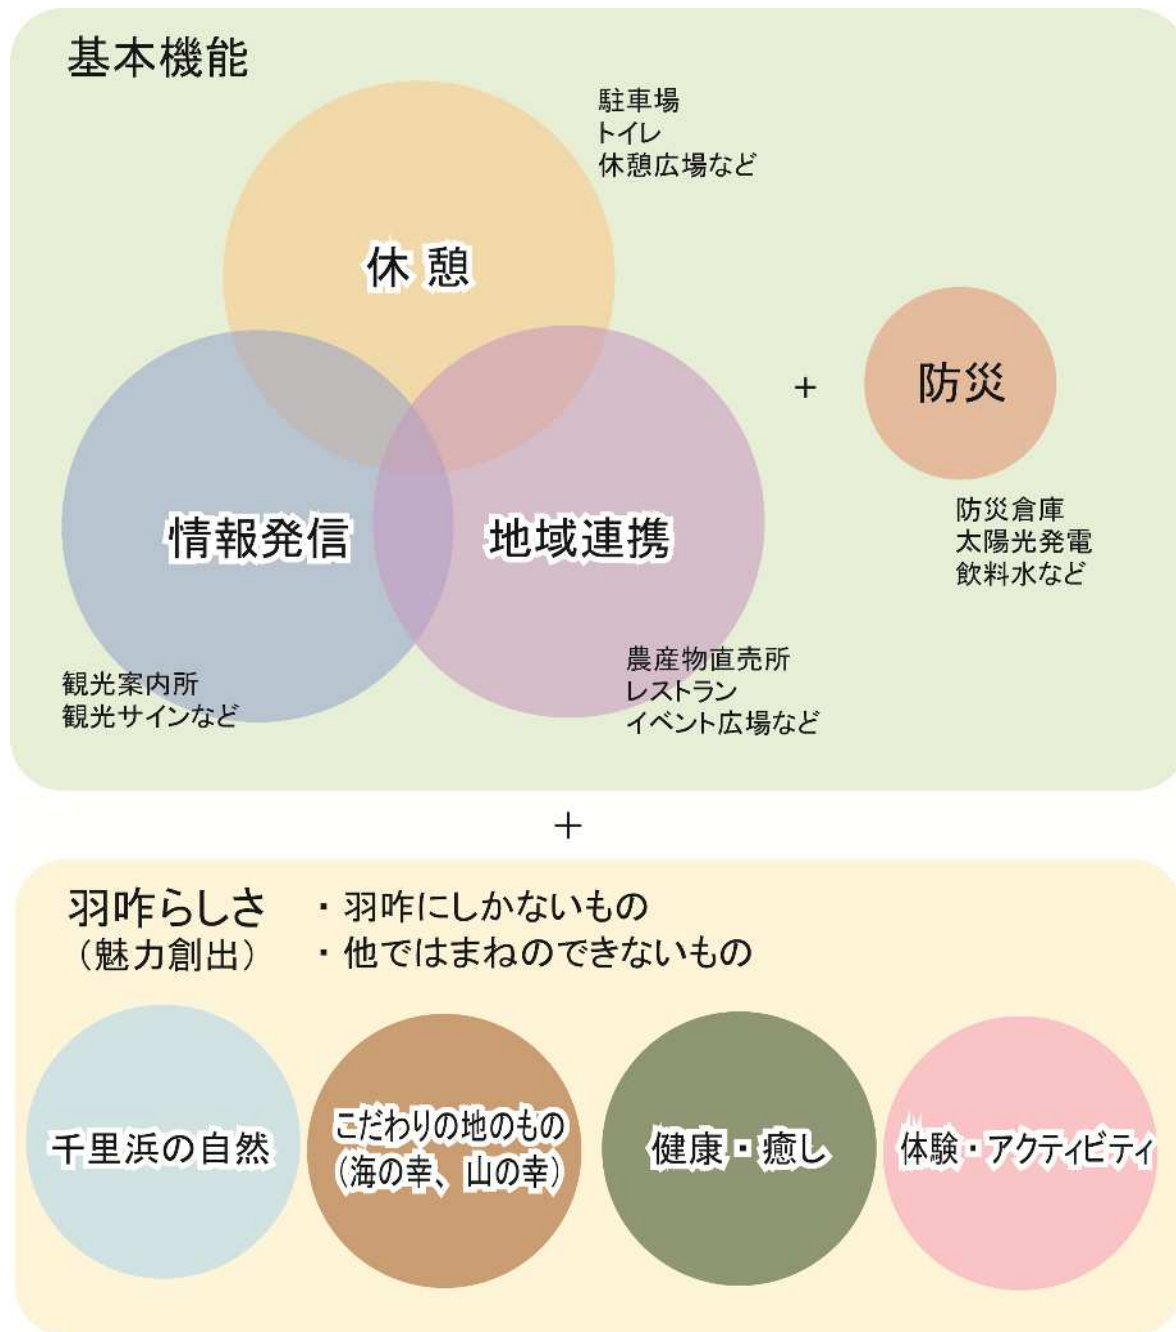 基本機能
駐車場
トイレ
休憩広場など
休憩
+
防災
防災倉庫
太陽光発電
飲料水など
情報発信
地域連携
観光案内所
観光サインなど
農産物直売所
レストラン
イベント広場など
+
羽咋らしさ
(魅力創出)
・羽咋にしかないもの
・他ではまねのできないもの
千里浜の自然
こだわりの地のもの
(海の幸、山の幸)
健康・癒し
体験・アクティビティ